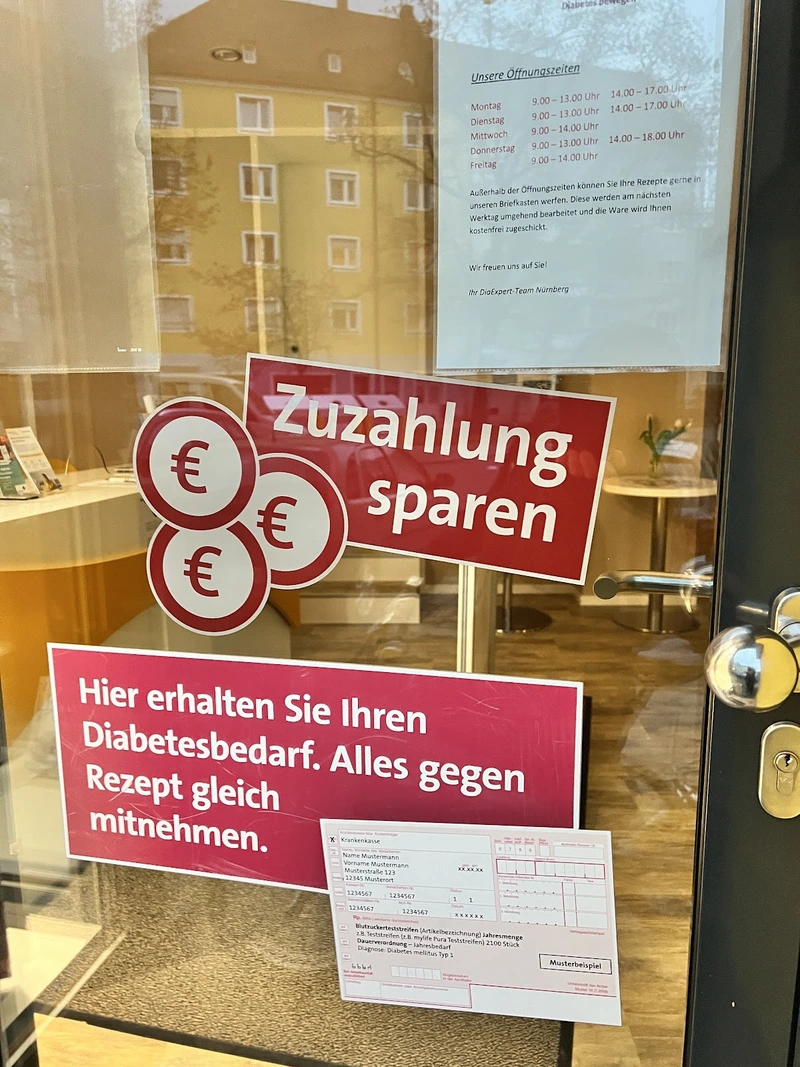 Diabetes bewegen
Unsere Öffnungszeiten
Montag 9.00 – 13.00 Uhr 14.00 – 17.00 Uhr
Dienstag 9.00 – 13.00 Uhr 14.00 – 17.00 Uhr
Mittwoch 9.00 – 14.00 Uhr
Donnerstag 9.00 – 13.00 Uhr 14.00 – 18.00 Uhr
Freitag 9.00 – 14.00 Uhr
Außerhalb der Öffnungszeiten können Sie Ihre Rezepte gerne in
unseren Briefkasten werfen. Diese werden am nächsten
Werktag umgehend bearbeitet und die Ware wird Ihnen
kostenfrei zugeschickt.
Wir freuen uns auf Sie!
Ihr DiaExpert-Team Nürnberg
Zuzahlung
sparen
€
€
€
Hier erhalten Sie Ihren
Diabetesbedarf. Alles gegen
Rezept gleich
mitnehmen.
X Krankenkasse
Name Mustermann
Vorname Mustermann xx.xx.xx
Musterstraße 123
12345 Musterort
1234567 1234567 1 1
1234567 1234567 x x x x x x
Rp.
Blutzuckerteststreifen (Artikelbezeichnung) Jahresmenge
z.B. Teststreifen (z.B. mylife Pura Teststreifen) 2100 Stück
Dauerverordnung – Jahresbedarf
Diagnose: Diabetes mellitus Typ 1
Musterbeispiel